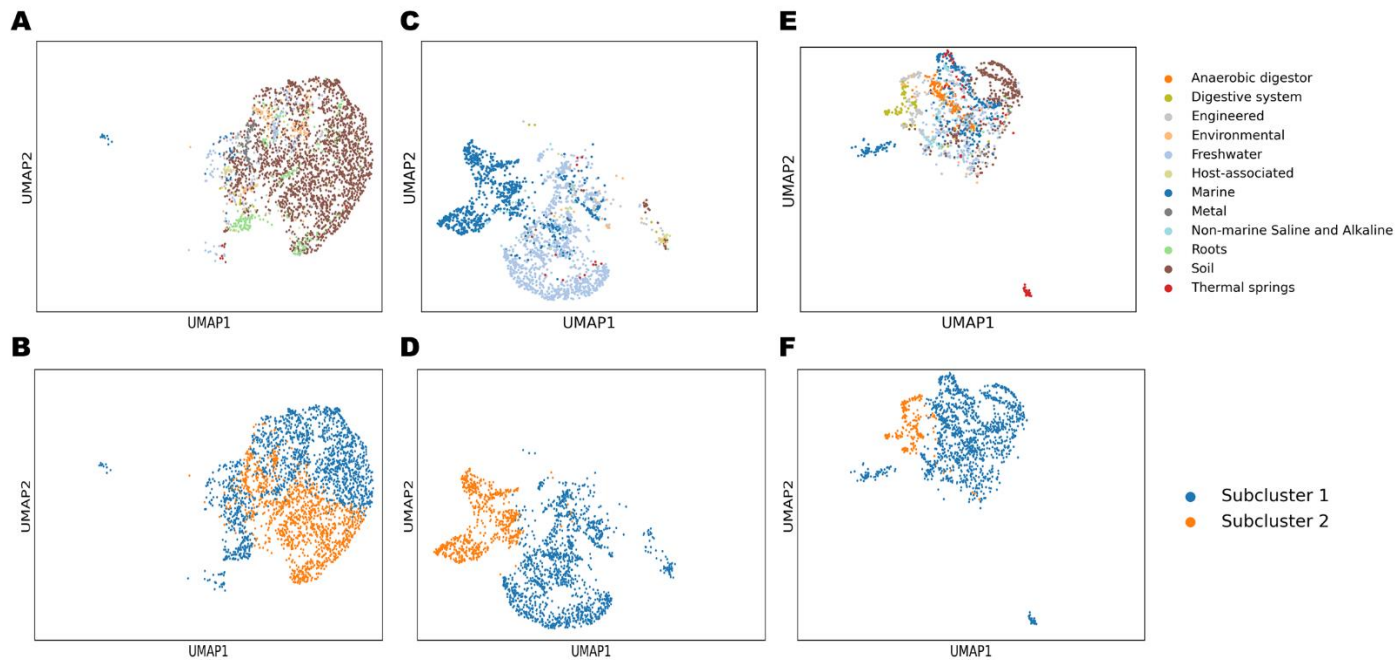 A
C
E
UMAP2
UMAP1
UMAP2
UMAP1
UMAP2
UMAP1
Anaerobic digestor
Digestive system
Engineered
Environmental
Freshwater
Host-associated
Marine
Metal
Non-marine Saline and Alkaline
Roots
Soil
Thermal springs
B
D
F
UMAP2
UMAP1
UMAP2
UMAP1
UMAP2
UMAP1
Subcluster 1
Subcluster 2